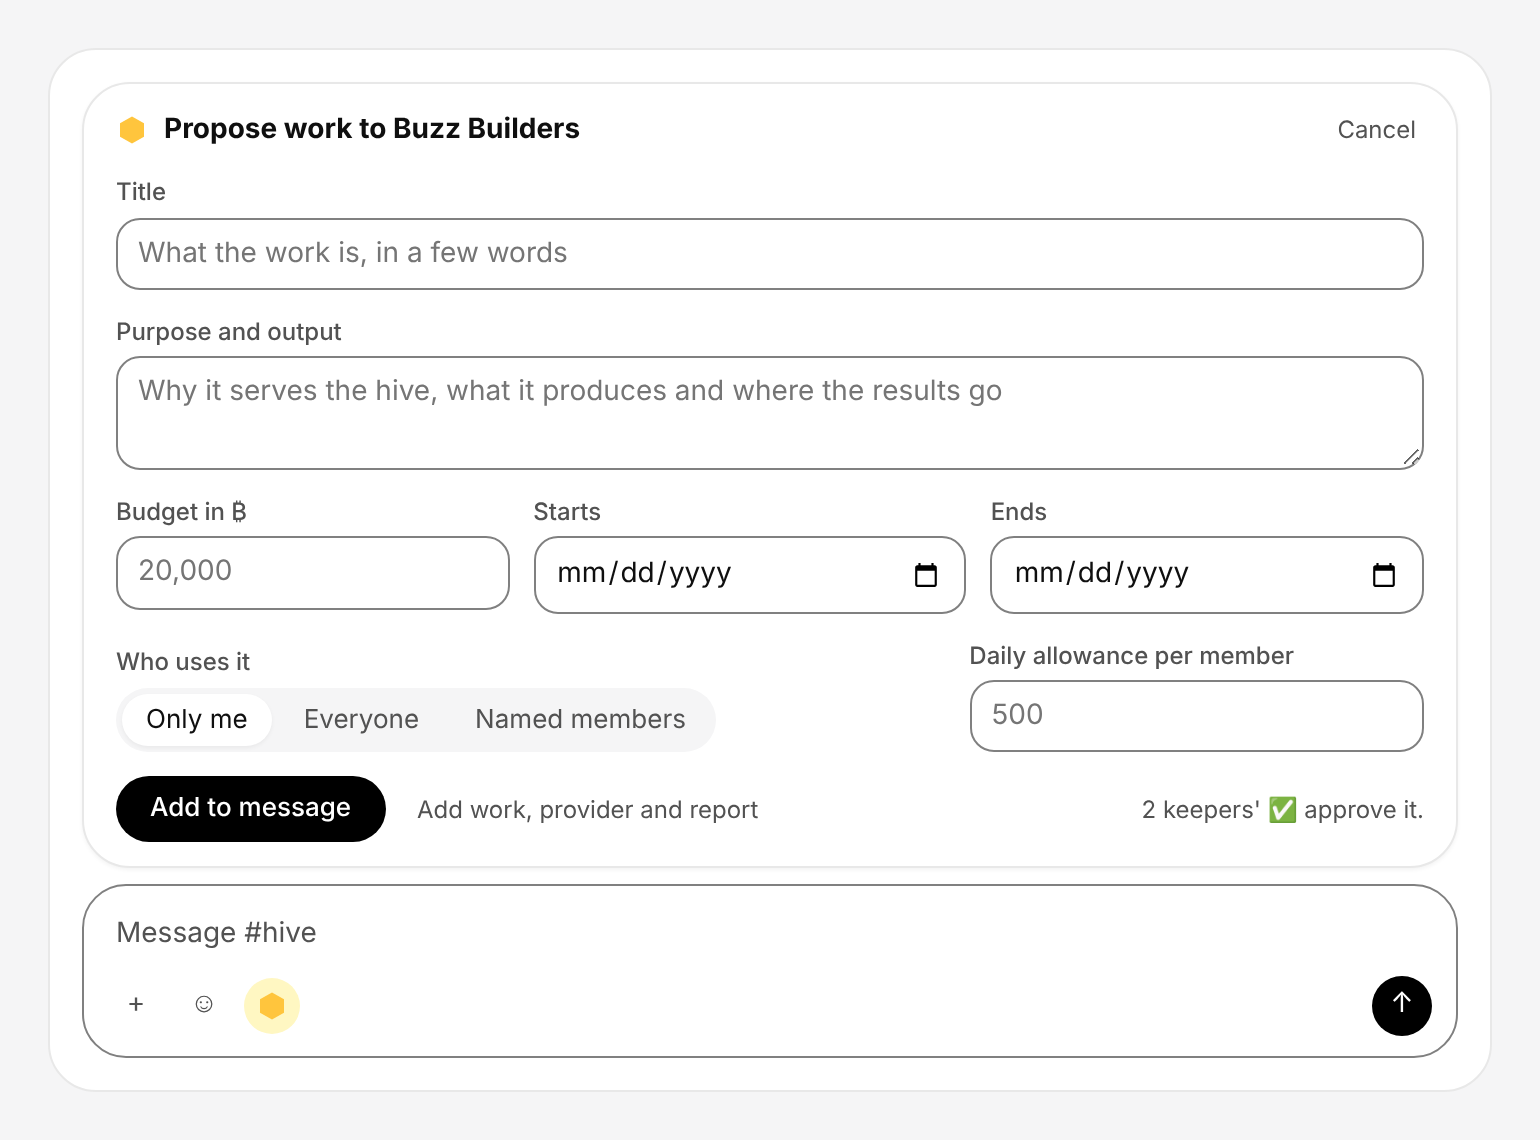 Propose work to Buzz Builders
Cancel
Title
What the work is, in a few words
Purpose and output
Why it serves the hive, what it produces and where the results go
Budget in ₿
Starts
Ends
20,000
mm/dd/yyyy
mm/dd/yyyy
Who uses it
Daily allowance per member
Only me
Everyone
Named members
500
Add to message
Add work, provider and report
2 keepers' ✅ approve it.
Message #hive